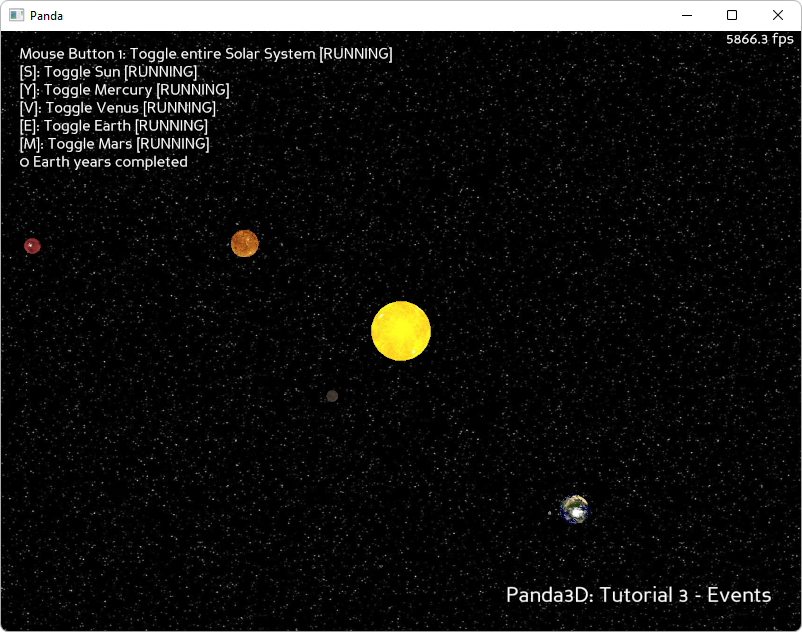 Panda
5866.3 fps
Mouse Button 1: Toggle entire Solar System [RUNNING]
[S]: Toggle Sun [RUNNING]
[Y]: Toggle Mercury [RUNNING]
[V]: Toggle Venus [RUNNING]
[E]: Toggle Earth [RUNNING]
[M]: Toggle Mars [RUNNING]
0 Earth years completed
Panda3D: Tutorial 3 - Events